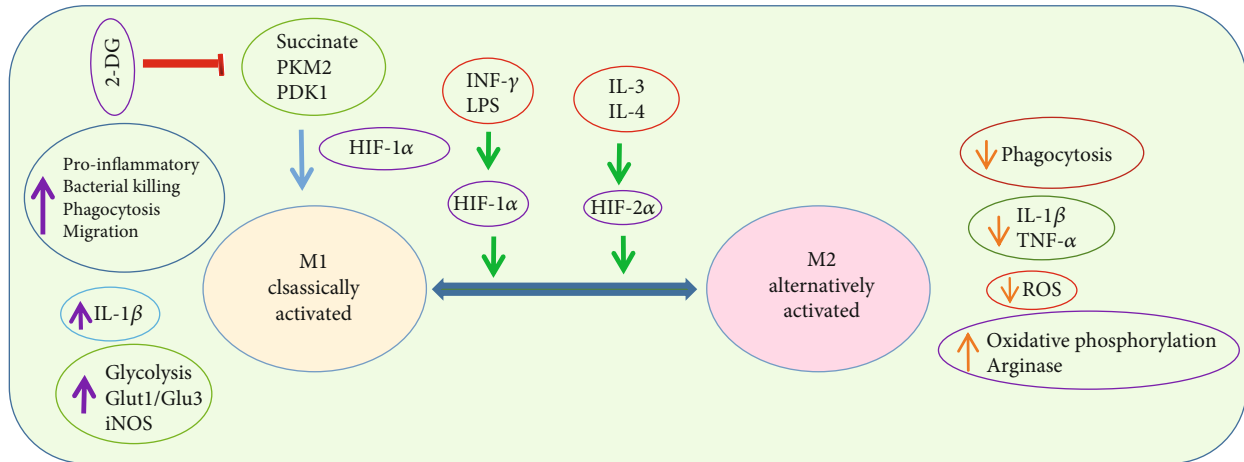 2-DG
Succinate
PKM2
PDK1
INF-γ
LPS
IL-3
IL-4
HIF-1α
HIF-1α
HIF-2α
Pro-inflammatory
Bacterial killing
Phagocytosis
Migration
IL-1β
Glycolysis
Glut1/Glu3
iNOS
M1
clsassically
activated
M2
alternatively
activated
Phagocytosis
IL-1β
TNF-α
ROS
Oxidative phosphorylation
Arginase